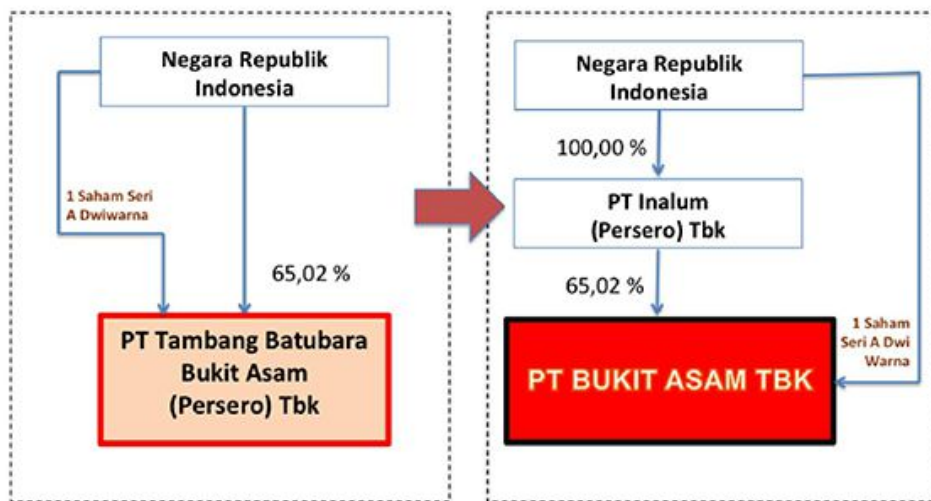 Negara Republik
Indonesia
1 Saham Seri
A Dwiwarna
65,02 %
PT Tambang Batubara
Bukit Asam
(Persero) Tbk
Negara Republik
Indonesia
100,00 %
PT Inalum
(Persero) Tbk
65,02 %
1 Saham
Seri A Dwi
Warna
PT BUKIT ASAM TBK